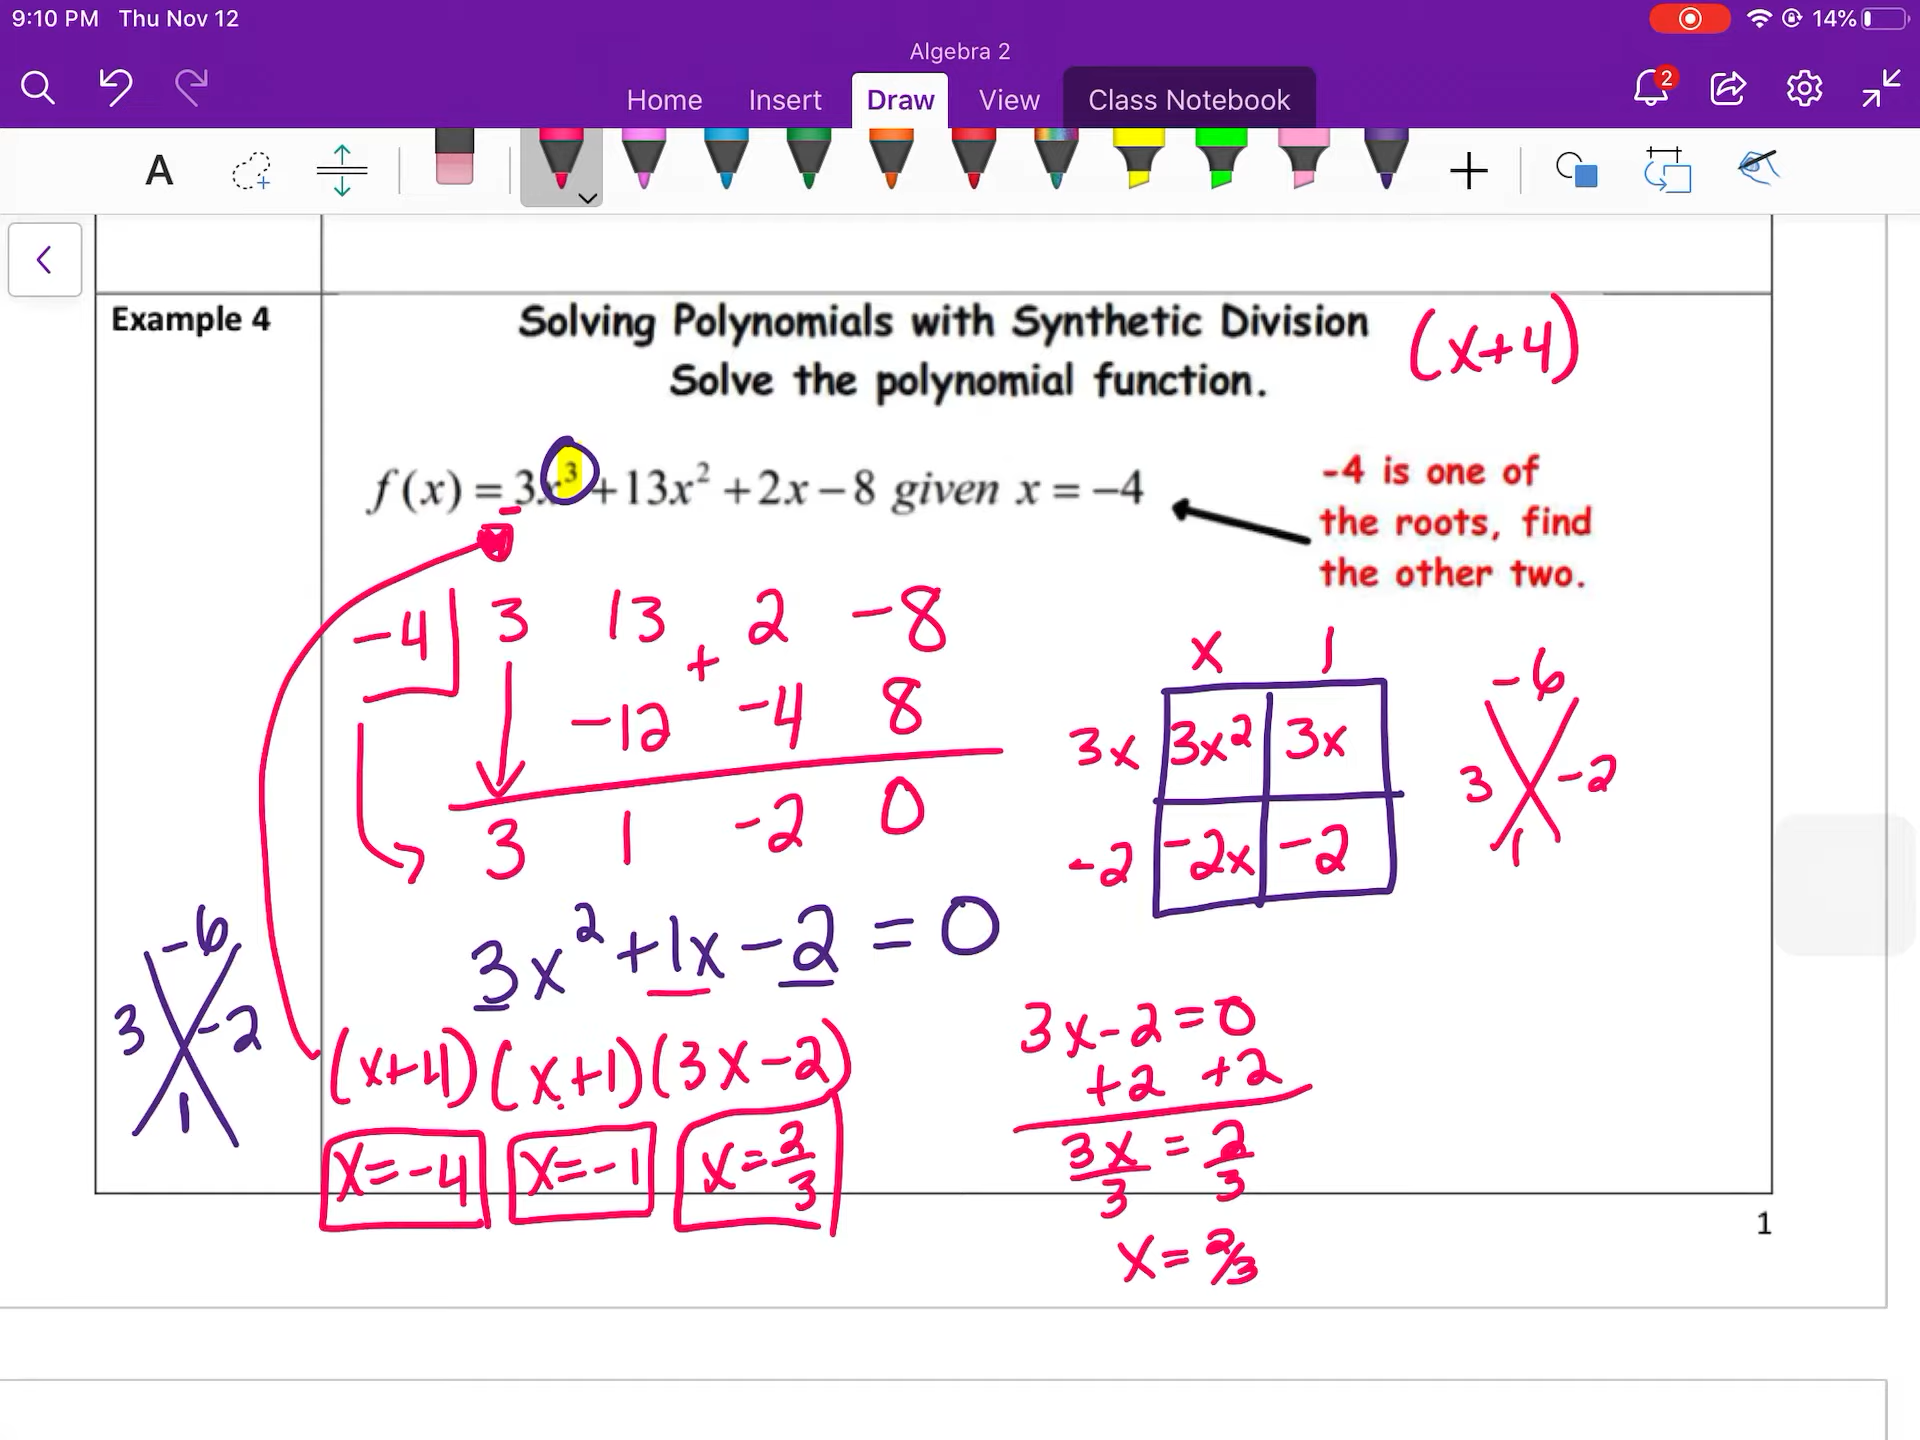 9:10 PM Thu Nov 12
14%
Algebra 2
Home Insert Draw View Class Notebook
2
A
Example 4
Solving Polynomials with Synthetic Division
Solve the polynomial function.
(x+4)
f(x) = 3x³ + 13x² + 2x − 8 given x = −4
-4 is one of
the roots, find
the other two.
-4 3 13 + 2 -8
-12 -4 8
3 1 -2 0
x 1
3x 3x² 3x
-2 -2x -2
-6
3 -2
1
3x² + 1x - 2 = 0
-6
3 -2
1
(x+4)(x+1)(3x-2)
x=-4 x=-1 x=2/3
3x-2=0
+2 +2
3x/3 = 2/3
x=2/3
1